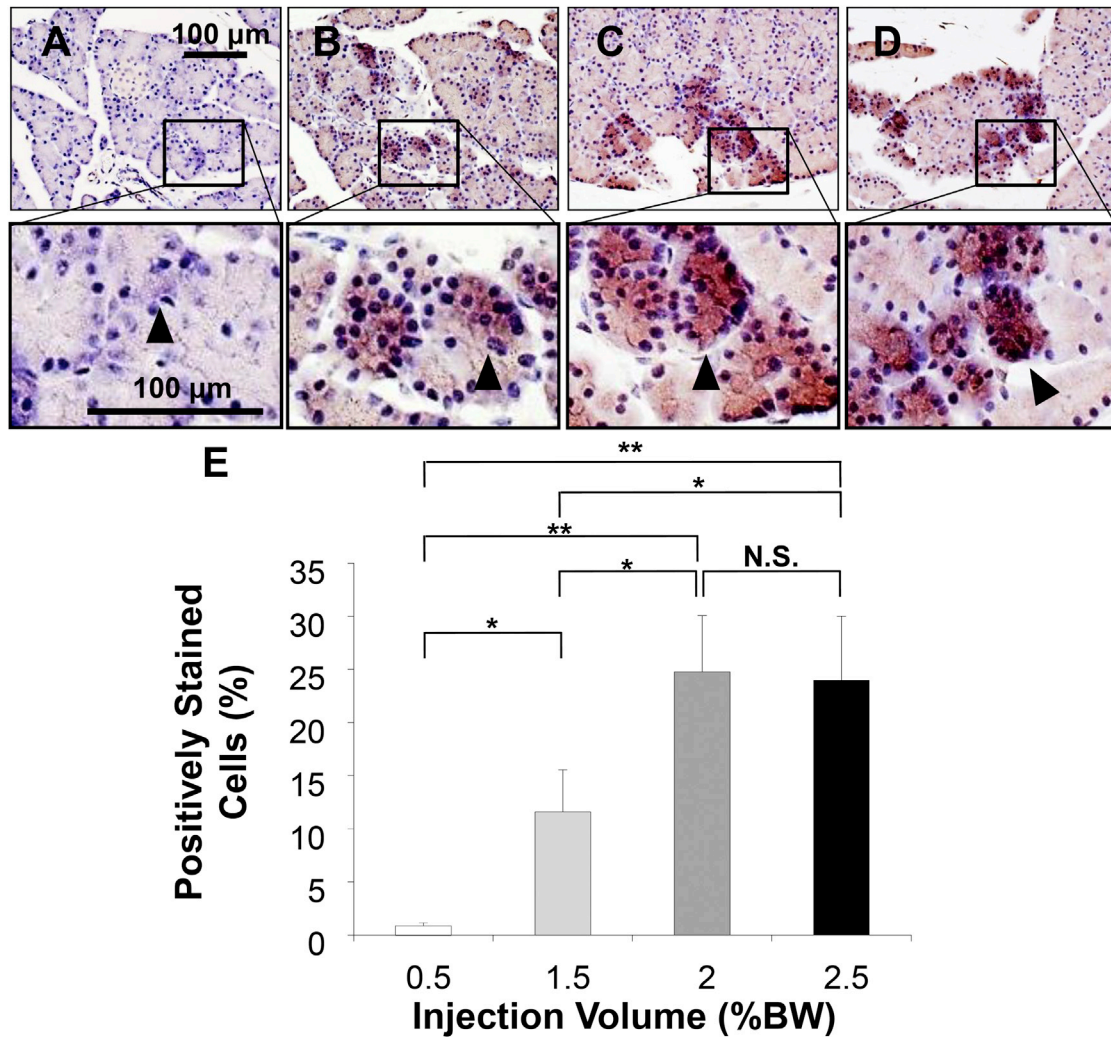 A
100 µm
B
C
D
100 µm
E
**
*
**
*
N.S.
*
35
30
25
20
15
10
5
0
Positively Stained
Cells (%)
0.5 1.5 2 2.5
Injection Volume (%BW)